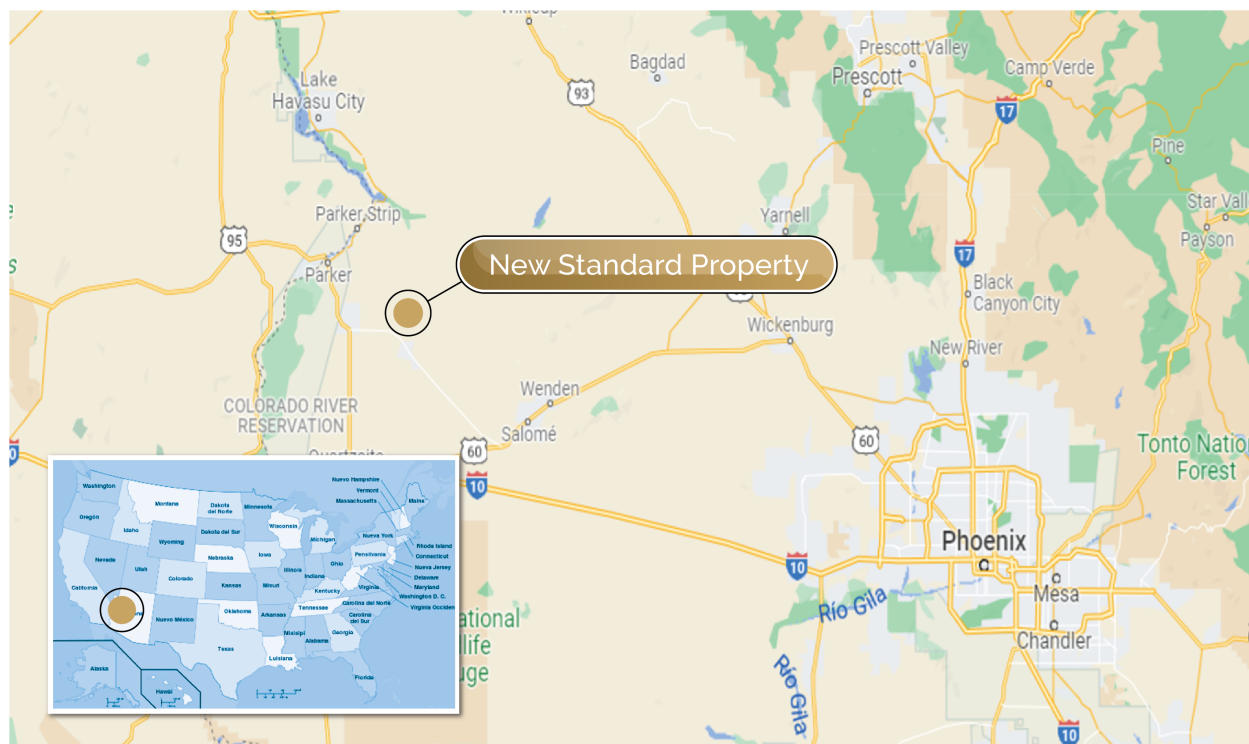 Wikieup
Bagdad
Prescott Valley
Prescott
Camp Verde
93
17
Lake
Havasu City
Pine
Parker Strip
Yarnell
Star Vall
Payson
95
S
Parker
New Standard Property
17
Black
Canyon City
Wickenburg
New River
Wenden
COLORADO RIVER
RESERVATION
Salomé
60
60
Quartzsite
10
Tonto Natio
Forest
0
Phoenix
10
Mesa
Río Gila
Chandler
ational
llife
uge
Río Gila
10
Washington
Montana
Dakota
del Norte
Minnesota
Nuevo Hampshire
Vermont
Massachusetts
Maine
Oregon
Idaho
Wyoming
Dakota del Sur
Wisconsin
Michigan
Nueva York
Rhode Island
Connecticut
Nueva Jersey
Delaware
Maryland
Washington D. C.
Virginia Occiden
Nevada
Utah
Colorado
Nebraska
Iowa
Illinois
Indiana
Ohio
Pensilvania
California
Kansas
Misuri
Kentucky
Virginia
Nuevo México
Oklahoma
Arkansas
Tennessee
Carolina del Norte
Carolina
del Sur
Texas
Luisiana
Misisipi
Alabama
Georgia
Florida
Alaska
Hawái